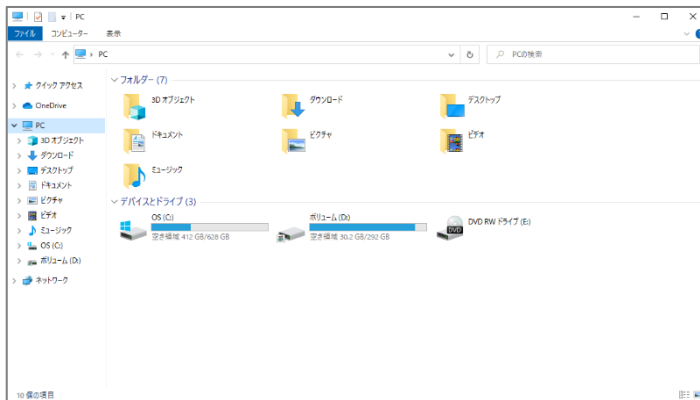 PC
ファイル コンピューター 表示
PC
PCの検索
クイック アクセス
OneDrive
PC
3D オブジェクト
ダウンロード
デスクトップ
ドキュメント
ピクチャ
ビデオ
ミュージック
OS (C:)
ボリューム (D:)
ネットワーク
フォルダー (7)
3D オブジェクト
ダウンロード
デスクトップ
ドキュメント
ピクチャ
ビデオ
ミュージック
デバイスとドライブ (3)
OS (C:)
空き領域 412 GB/628 GB
ボリューム (D:)
空き領域 30.2 GB/292 GB
DVD RW ドライブ (E:)
DVD
10 個の項目